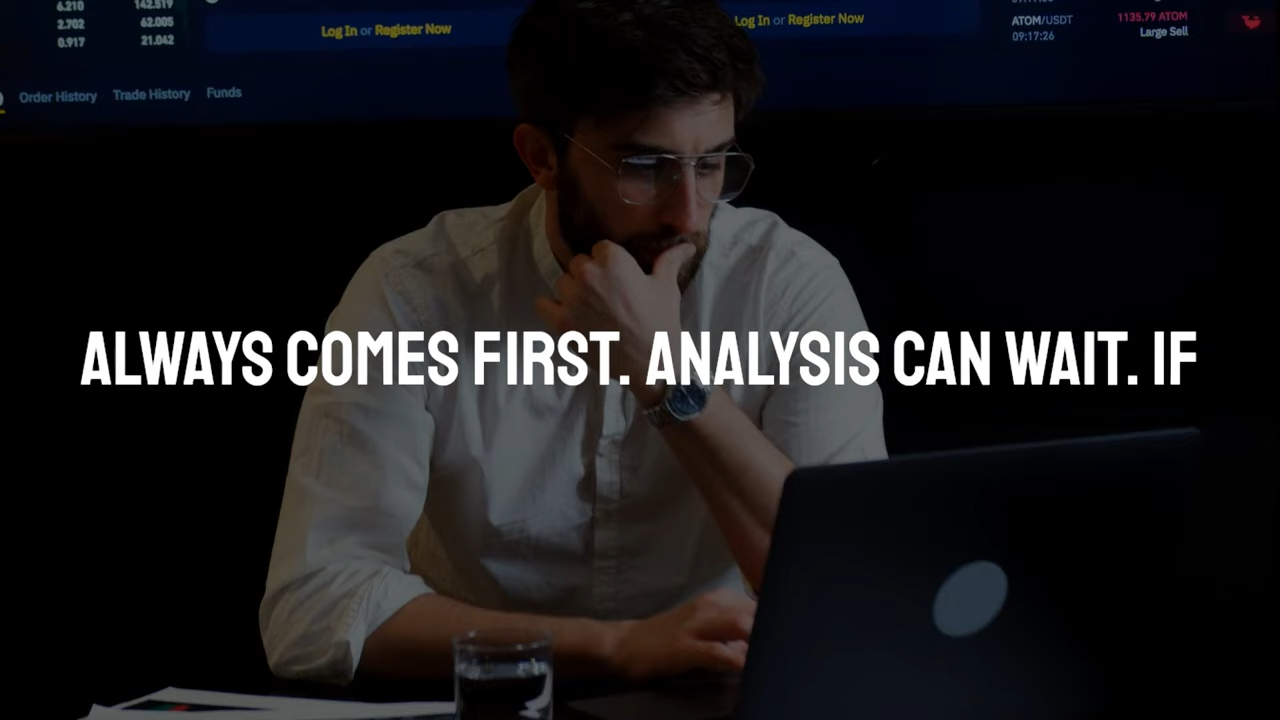 6.210 142.519
2.702 62.005
0.917 21.042
Log In or Register Now
Log In or Register Now
ATOM/USDT 1135.79 ATOM
09:17:26 Large Sell
Order History Trade History Funds
ALWAYS COMES FIRST. ANALYSIS CAN WAIT. IF